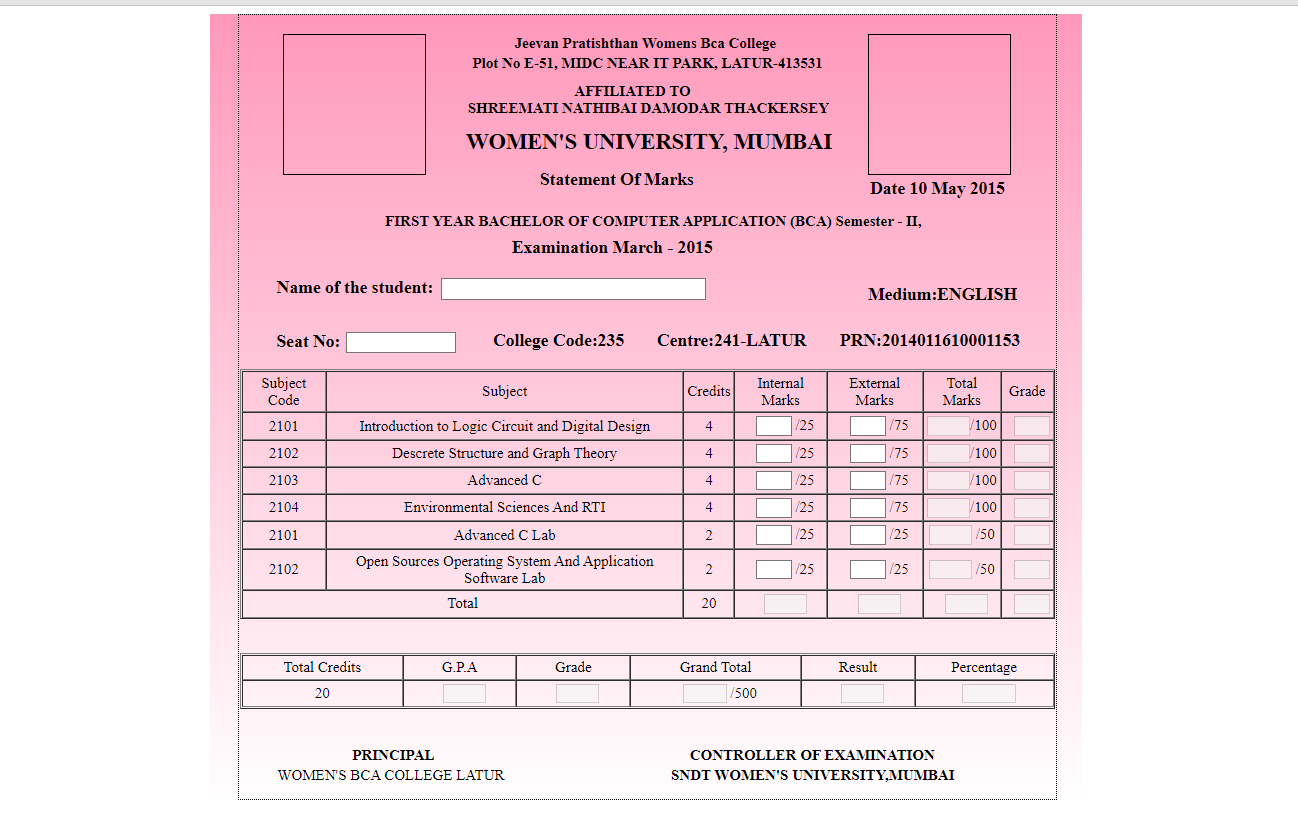 Jeevan Pratishthan Womens Bca College
Plot No E-51, MIDC NEAR IT PARK, LATUR-413531
AFFILIATED TO
SHREEMATI NATHIBAI DAMODAR THACKERSEY
WOMEN'S UNIVERSITY, MUMBAI
Statement Of Marks
Date 10 May 2015
FIRST YEAR BACHELOR OF COMPUTER APPLICATION (BCA) Semester - II,
Examination March - 2015
Name of the student:
Medium:ENGLISH
Seat No: College Code:235 Centre:241-LATUR PRN:2014011610001153
Subject Code Subject Credits Internal Marks External Marks Total Marks Grade
2101 Introduction to Logic Circuit and Digital Design 4 /25 /75 /100
2102 Descrete Structure and Graph Theory 4 /25 /75 /100
2103 Advanced C 4 /25 /75 /100
2104 Environmental Sciences And RTI 4 /25 /75 /100
2101 Advanced C Lab 2 /25 /25 /50
2102 Open Sources Operating System And Application Software Lab 2 /25 /25 /50
Total 20
Total Credits G.P.A Grade Grand Total Result Percentage
20 /500
PRINCIPAL CONTROLLER OF EXAMINATION
WOMEN'S BCA COLLEGE LATUR SNDT WOMEN'S UNIVERSITY,MUMBAI